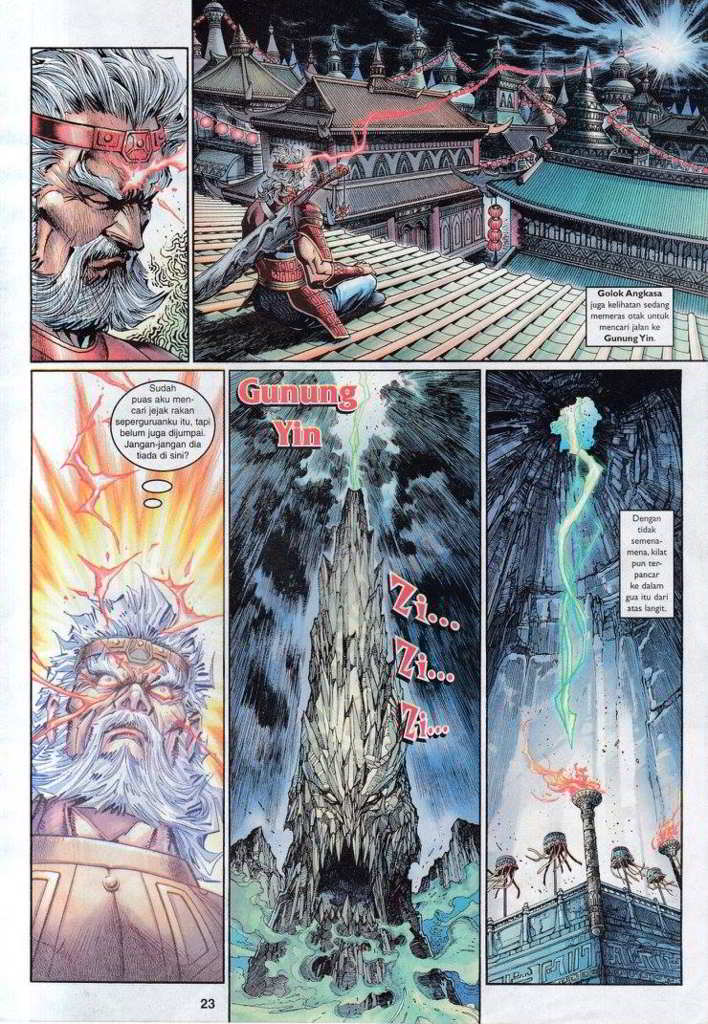 Golok Angkasa
juga kelihatan sedang
memeras otak untuk
mencari jalan ke
Gunung Yin.
Sudah
puas aku men-
cari jejak rakan
seperguruanku itu, tapi
belum juga dijumpai.
Jangan-jangan dia
tiada di sini?
Gunung
Yin
Zi...
Zi...
Zi...
Dengan
tidak
semena-
mena, kilat
pun ter-
pancar
ke dalam
gua itu dari
atas langit.
23